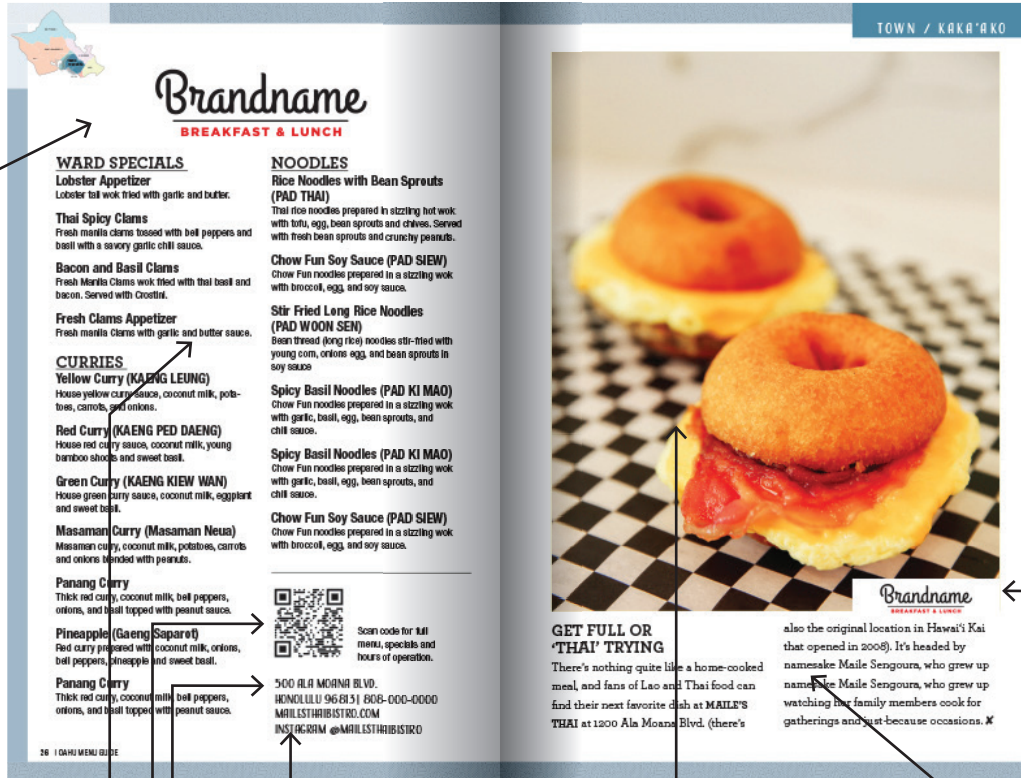 TOWN / KAKA'AKO
Brandname
BREAKFAST & LUNCH
WARD SPECIALS
Lobster Appetizer
Lobster tail wok fried with garlic and butter.
Thai Spicy Clams
Fresh manila clams tossed with bell peppers and
basil with a savory garlic chili sauce.
Bacon and Basil Clams
Fresh Manila Clams wok fried with thai basil and
bacon. Served with Crostini.
Fresh Clams Appetizer
Fresh manila Clams with garlic and butter sauce.
CURRIES
Yellow Curry (KAENG LEUNG)
House yellow curry sauce, coconut milk, pota-
toes, carrots, and onions.
Red Curry (KAENG PED DAENG)
House red curry sauce, coconut milk, young
bamboo shoots and sweet basil.
Green Curry (KAENG KIEW WAN)
House green curry sauce, coconut milk, eggplant
and sweet basil.
Masaman Curry (Masaman Neua)
Masaman curry, coconut milk, potatoes, carrots
and onions blended with peanuts.
Panang Curry
Thick red curry, coconut milk, bell peppers,
onions, and basil topped with peanut sauce.
Pineapple (Gaeng Saparot)
Red curry prepared with coconut milk, onions,
bell peppers, pineapple and sweet basil.
Panang Curry
Thick red curry, coconut milk, bell peppers,
onions, and basil topped with peanut sauce.
NOODLES
Rice Noodles with Bean Sprouts
(PAD THAI)
Thai rice noodles prepared in sizzling hot wok
with tofu, egg, bean sprouts and chives. Served
with fresh bean sprouts and crunchy peanuts.
Chow Fun Soy Sauce (PAD SIEW)
Chow Fun noodles prepared in a sizzling wok
with broccoli, egg, and soy sauce.
Stir Fried Long Rice Noodles
(PAD WOON SEN)
Bean thread (long rice) noodles stir-fried with
young corn, onions egg, and bean sprouts in
soy sauce
Spicy Basil Noodles (PAD KI MAO)
Chow Fun noodles prepared in a sizzling wok
with garlic, basil, egg, bean sprouts, and
chili sauce.
Spicy Basil Noodles (PAD KI MAO)
Chow Fun noodles prepared in a sizzling wok
with garlic, basil, egg, bean sprouts, and
chili sauce.
Chow Fun Soy Sauce (PAD SIEW)
Chow Fun noodles prepared in a sizzling wok
with broccoli, egg, and soy sauce.
Scan code for full
menu, specials and
hours of operation.
500 ALA MOANA BLVD.
HONOLULU 96813 | 808-000-0000
MAILESTHAIBISTRO.COM
INSTAGRAM @MAILESTHAIBISTRO
26 | OAHU MENU GUIDE
Brandname
BREAKFAST & LUNCH
GET FULL OR
‘THAI’ TRYING
There’s nothing quite like a home-cooked
meal, and fans of Lao and Thai food can
find their next favorite dish at MAILE’S
THAI at 1200 Ala Moana Blvd. (there’s
also the original location in Hawai‘i Kai
that opened in 2008). It’s headed by
namesake Maile Sengoura, who grew up
namesake Maile Sengoura, who grew up
watching her family members cook for
gatherings and just-because occasions.